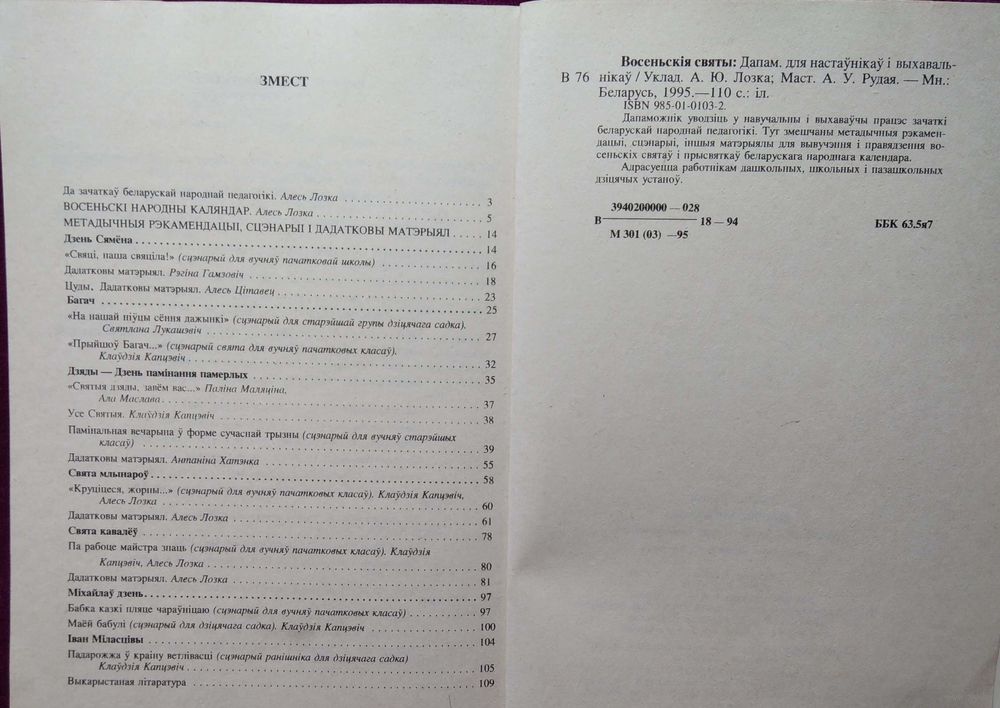 ЗМЕСТ
Да зачаткаў беларускай народнай педагогікі. Алесь Лозка . . . . . . . . . . . . . . 3
ВОСЕНЬСКІ НАРОДНЫ КАЛЯНДАР. Алесь Лозка . . . . . . . . . . . . . . . . . 5
МЕТАДЫЧНЫЯ РЭКАМЕНДАЦЫІ, СЦЭНАРЫІ І ДАДАТКОВЫ МАТЭРЫЯЛ . . . . . 14
Дзень Сямёна . . . . . . . . . . . . . . . . . . . . . . . . . . . . . . . . . . 14
«Свяці, наша свяціла!» (сцэнарый для вучняў пачатковай школы) . . . . . . . . . . 16
Дадатковы матэрыял. Рэгіна Гамзовіч . . . . . . . . . . . . . . . . . . . . . . . 18
Цуды. Дадатковы матэрыял. Алесь Цітавец . . . . . . . . . . . . . . . . . . . . . 23
Багач . . . . . . . . . . . . . . . . . . . . . . . . . . . . . . . . . . . . . . 25
«На нашай ніўцы сёння дажынкі» (сцэнарый для старэйшай групы дзіцячага садка).
Святлана Лукашэвіч . . . . . . . . . . . . . . . . . . . . . . . . . . . . . . . 27
«Прыйшоў Багач...» (сцэнарый свята для вучняў пачатковых класаў).
Клаўдзія Капцэвіч . . . . . . . . . . . . . . . . . . . . . . . . . . . . . . . . 32
Дзяды — Дзень памінання памерлых . . . . . . . . . . . . . . . . . . . . . . . . 35
«Святыя дзяды, завём вас...» Паліна Маляціна,
Ала Маслава . . . . . . . . . . . . . . . . . . . . . . . . . . . . . . . . . . . 37
Усе Святыя. Клаўдзія Капцэвіч . . . . . . . . . . . . . . . . . . . . . . . . . . 38
Памінальная вечарына ў форме сучаснай трызны (сцэнарый для вучняў старэйшых
класаў) . . . . . . . . . . . . . . . . . . . . . . . . . . . . . . . . . . . . . 39
Дадатковы матэрыял. Антаніна Хатэнка . . . . . . . . . . . . . . . . . . . . . . 55
Свята млынароў . . . . . . . . . . . . . . . . . . . . . . . . . . . . . . . . . 58
«Круціцеся, жорны...» (сцэнарый для вучняў пачатковых класаў). Клаўдзія Капцэвіч,
Алесь Лозка . . . . . . . . . . . . . . . . . . . . . . . . . . . . . . . . . . . 60
Дадатковы матэрыял. Алесь Лозка . . . . . . . . . . . . . . . . . . . . . . . . . 61
Свята кавалёў . . . . . . . . . . . . . . . . . . . . . . . . . . . . . . . . . . 78
Па рабоце майстра знаць (сцэнарый для вучняў пачатковых класаў). Клаўдзія
Капцэвіч, Алесь Лозка . . . . . . . . . . . . . . . . . . . . . . . . . . . . . . 80
Дадатковы матэрыял. Алесь Лозка . . . . . . . . . . . . . . . . . . . . . . . . . 81
Міхайлаў дзень . . . . . . . . . . . . . . . . . . . . . . . . . . . . . . . . . 97
Бабка казкі пляце чараўніцаю (сцэнарый для вучняў пачатковых класаў) . . . . . . . 97
Маёй бабулі (сцэнарый для дзіцячага садка). Клаўдзія Капцэвіч . . . . . . . . . . 100
Іван Міласцівы . . . . . . . . . . . . . . . . . . . . . . . . . . . . . . . . . 104
Падарожжа ў краіну ветлівасці (сцэнарый ранішніка для дзіцячага садка)
Клаўдзія Капцэвіч . . . . . . . . . . . . . . . . . . . . . . . . . . . . . . . . 105
Выкарыстаная літаратура . . . . . . . . . . . . . . . . . . . . . . . . . . . . . 109
Восеньскія святы: Дапам. для настаўнікаў і выхаваль-
В 76 нікаў / Уклад. А. Ю. Лозка; Маст. А. У. Рудая. — Мн.:
Беларусь, 1995.—110 с.: іл.
ISBN 985-01-0103-2.
Дапаможнік уводзіць у навучальны і выхаваўчы працэс зачаткі
беларускай народнай педагогікі. Тут змешчаны метадычныя рэкамен-
дацыі, сцэнарыі, іншыя матэрыялы для вывучэння і правядзення во-
сеньскіх святаў і прысвяткаў беларускага народнага календара.
Адрасуецца работнікам дашкольных, школьных і пазашкольных
дзіцячых устаноў.
3940200000 — 028
В 18 — 94
М 301 (03) —95
ББК 63.5я7